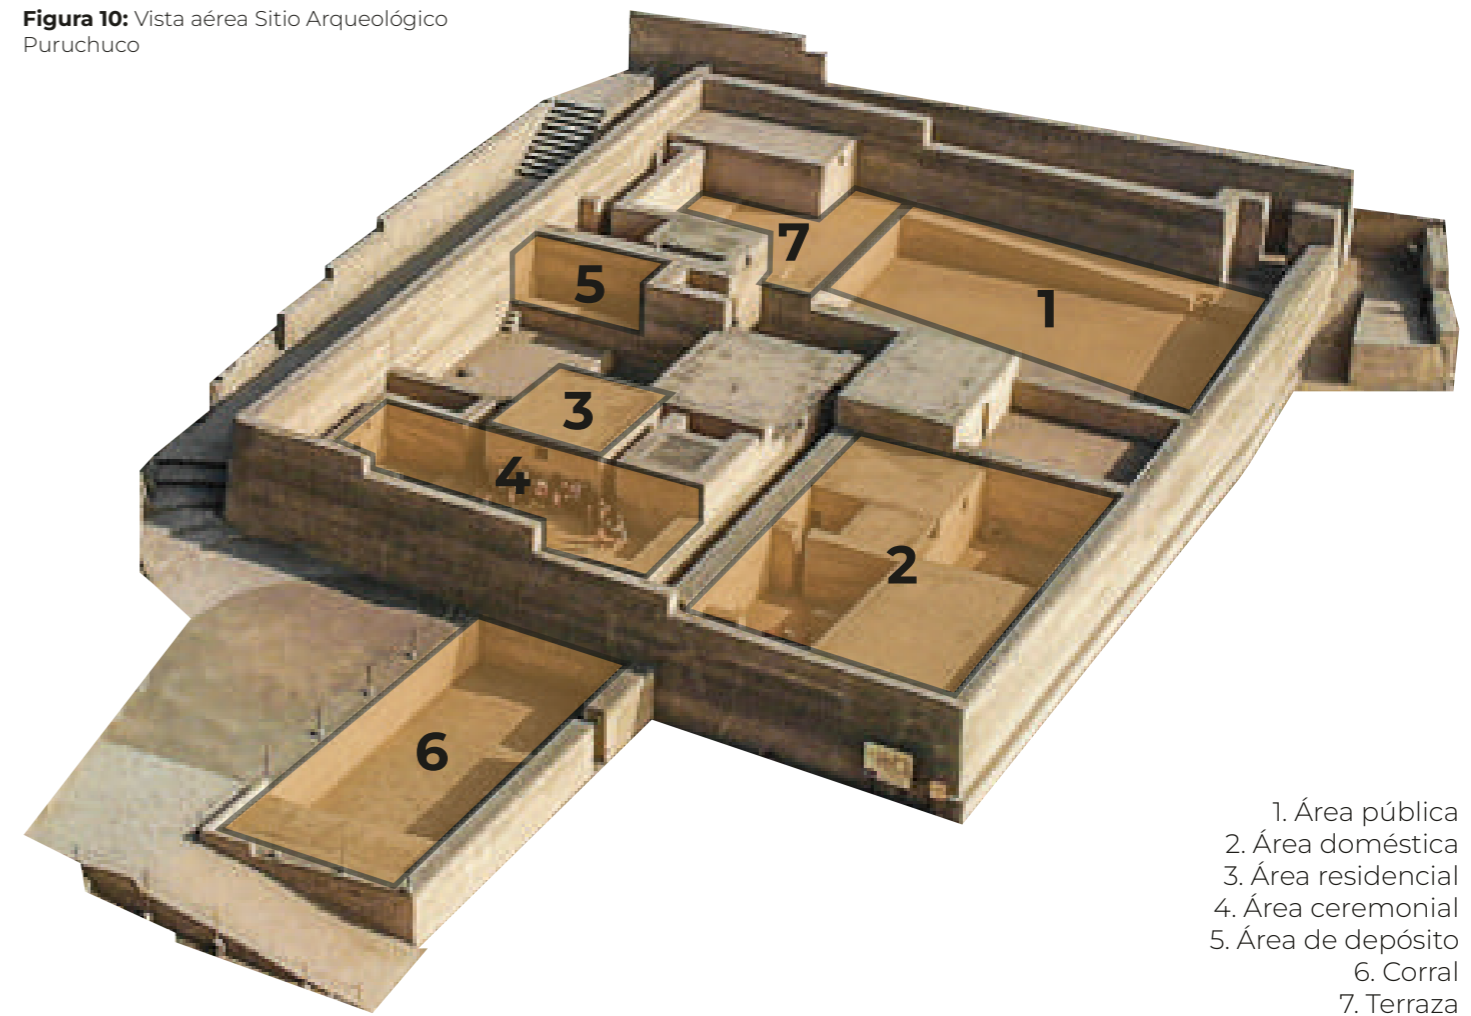 Figura 10: Vista aérea Sitio Arqueológico
Puruchuco
7
5
1
3
4
2
6
1. Área pública
2. Área doméstica
3. Área residencial
4. Área ceremonial
5. Área de depósito
6. Corral
7. Terraza